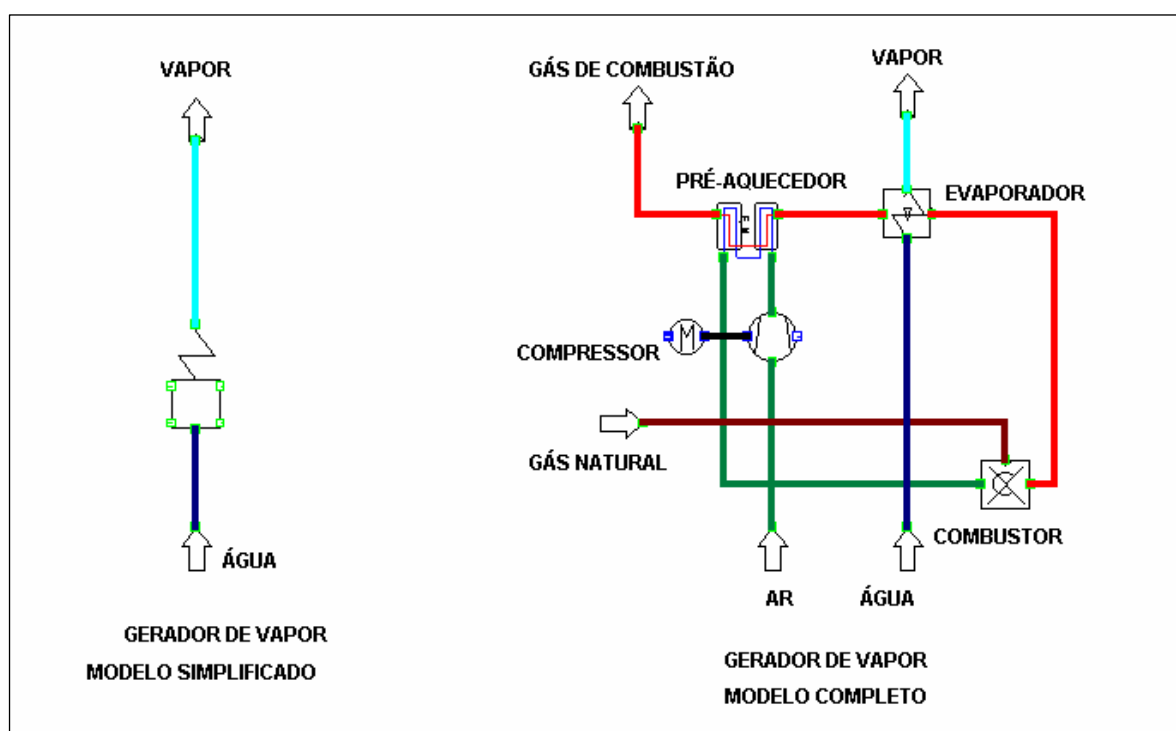 VAPOR
GERADOR DE VAPOR
MODELO SIMPLIFICADO
ÁGUA
GÁS DE COMBUSTÃO
VAPOR
PRÉ-AQUECEDOR
EVAPORADOR
M
COMPRESSOR
GÁS NATURAL
COMBUSTOR
AR
ÁGUA
GERADOR DE VAPOR
MODELO COMPLETO